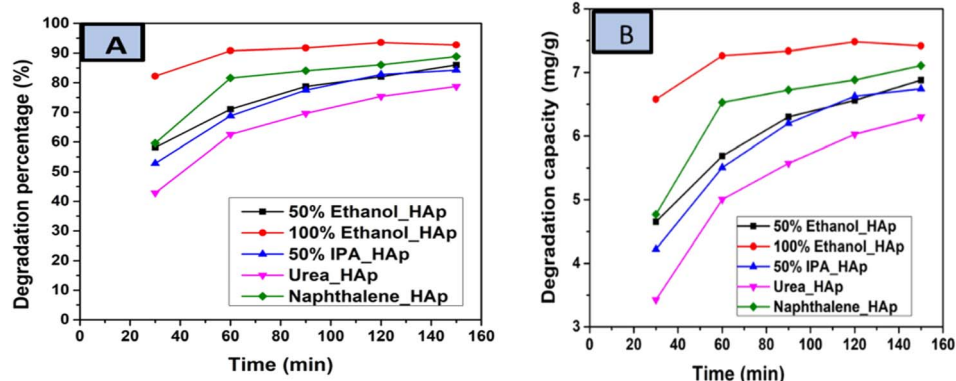 A
Degradation percentage (%)
100
90
80
70
60
50
40
30
20
10
0
50% Ethanol_HAp
100% Ethanol_HAp
50% IPA_HAp
Urea_HAp
Naphthalene_HAp
0 20 40 60 80 100 120 140 160
Time (min)
B
Degradation capacity (mg/g)
8
7
6
5
4
3
50% Ethanol_HAp
100% Ethanol_HAp
50% IPA_HAp
Urea_HAp
Naphthalene_HAp
0 20 40 60 80 100 120 140 160
Time (min)